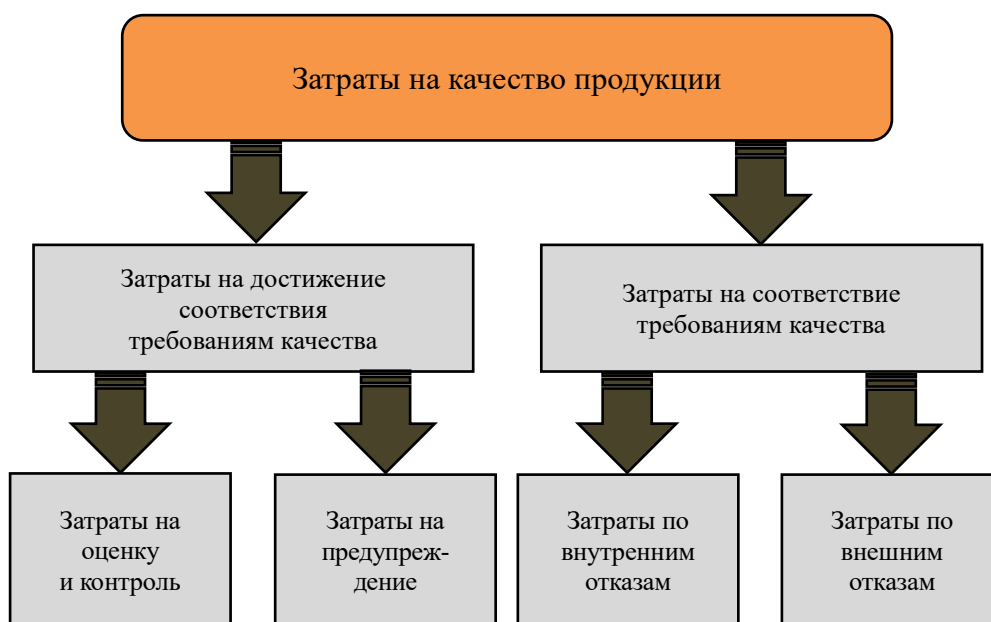 Затраты на качество продукции
Затраты на достижение
соответствия
требованиям качества
Затраты на соответствие
требованиям качества
Затраты на
оценку
и контроль
Затраты на
предупреж-
дение
Затраты по
внутренним
отказам
Затраты по
внешним
отказам